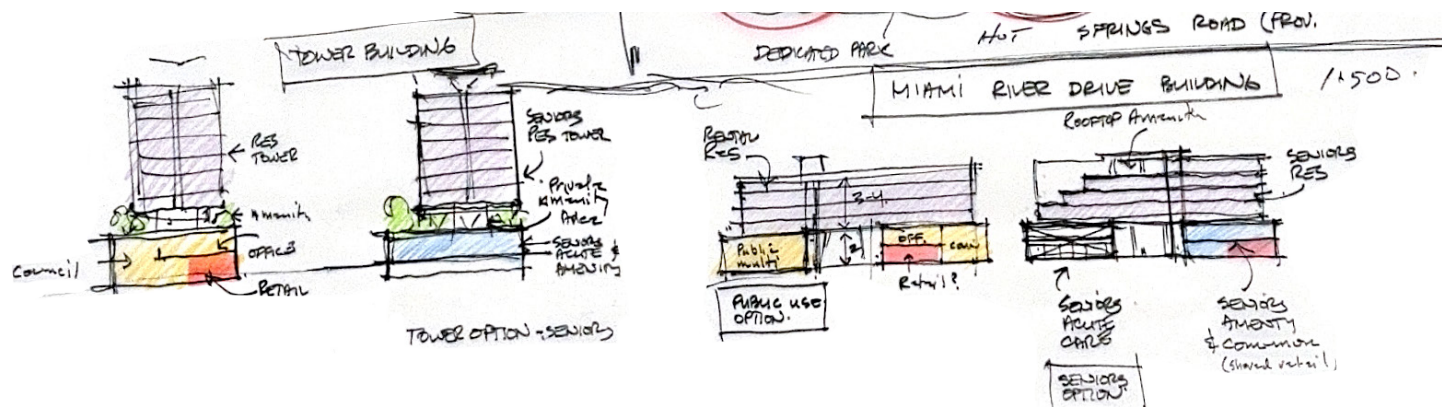 TOWER BUILDING
DEDICATED PARK
HOT SPRINGS ROAD (PROV.
MIAMI RIVER DRIVE BUILDING
1:500.
RES
TOWER
Amenity
OFFICE
Council
RETAIL
SENIORS
RES TOWER
Private
Amenity
Area
SENIORS
ACUTE &
AMENITY
TOWER OPTION - SENIORS
RENTAL
RES
3-4
Public
multi
2
OFF.
Retail?
PUBLIC USE
OPTION.
ROOFTOP Amenity
SENIORS
RES
SENIORS
ACUTE
CARE
SENIORS
OPTION
SENIORS
AMENITY
& Common
(shared retail)